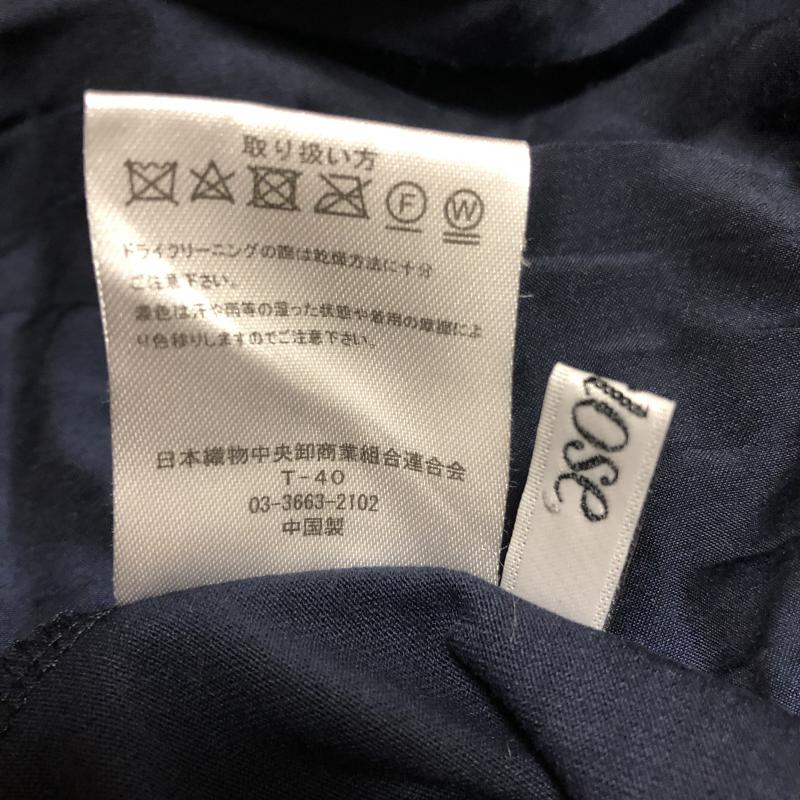 取り扱い方
F
W
ドライクリーニングの際は乾燥方法に十分
ご注意下さい。
濃色は汗や雨等の湿った状態や着用の摩擦によ
り色移りしますのでご注意下さい。
日本織物中央卸商業組合連合会
T-40
03-3663-2102
中国製